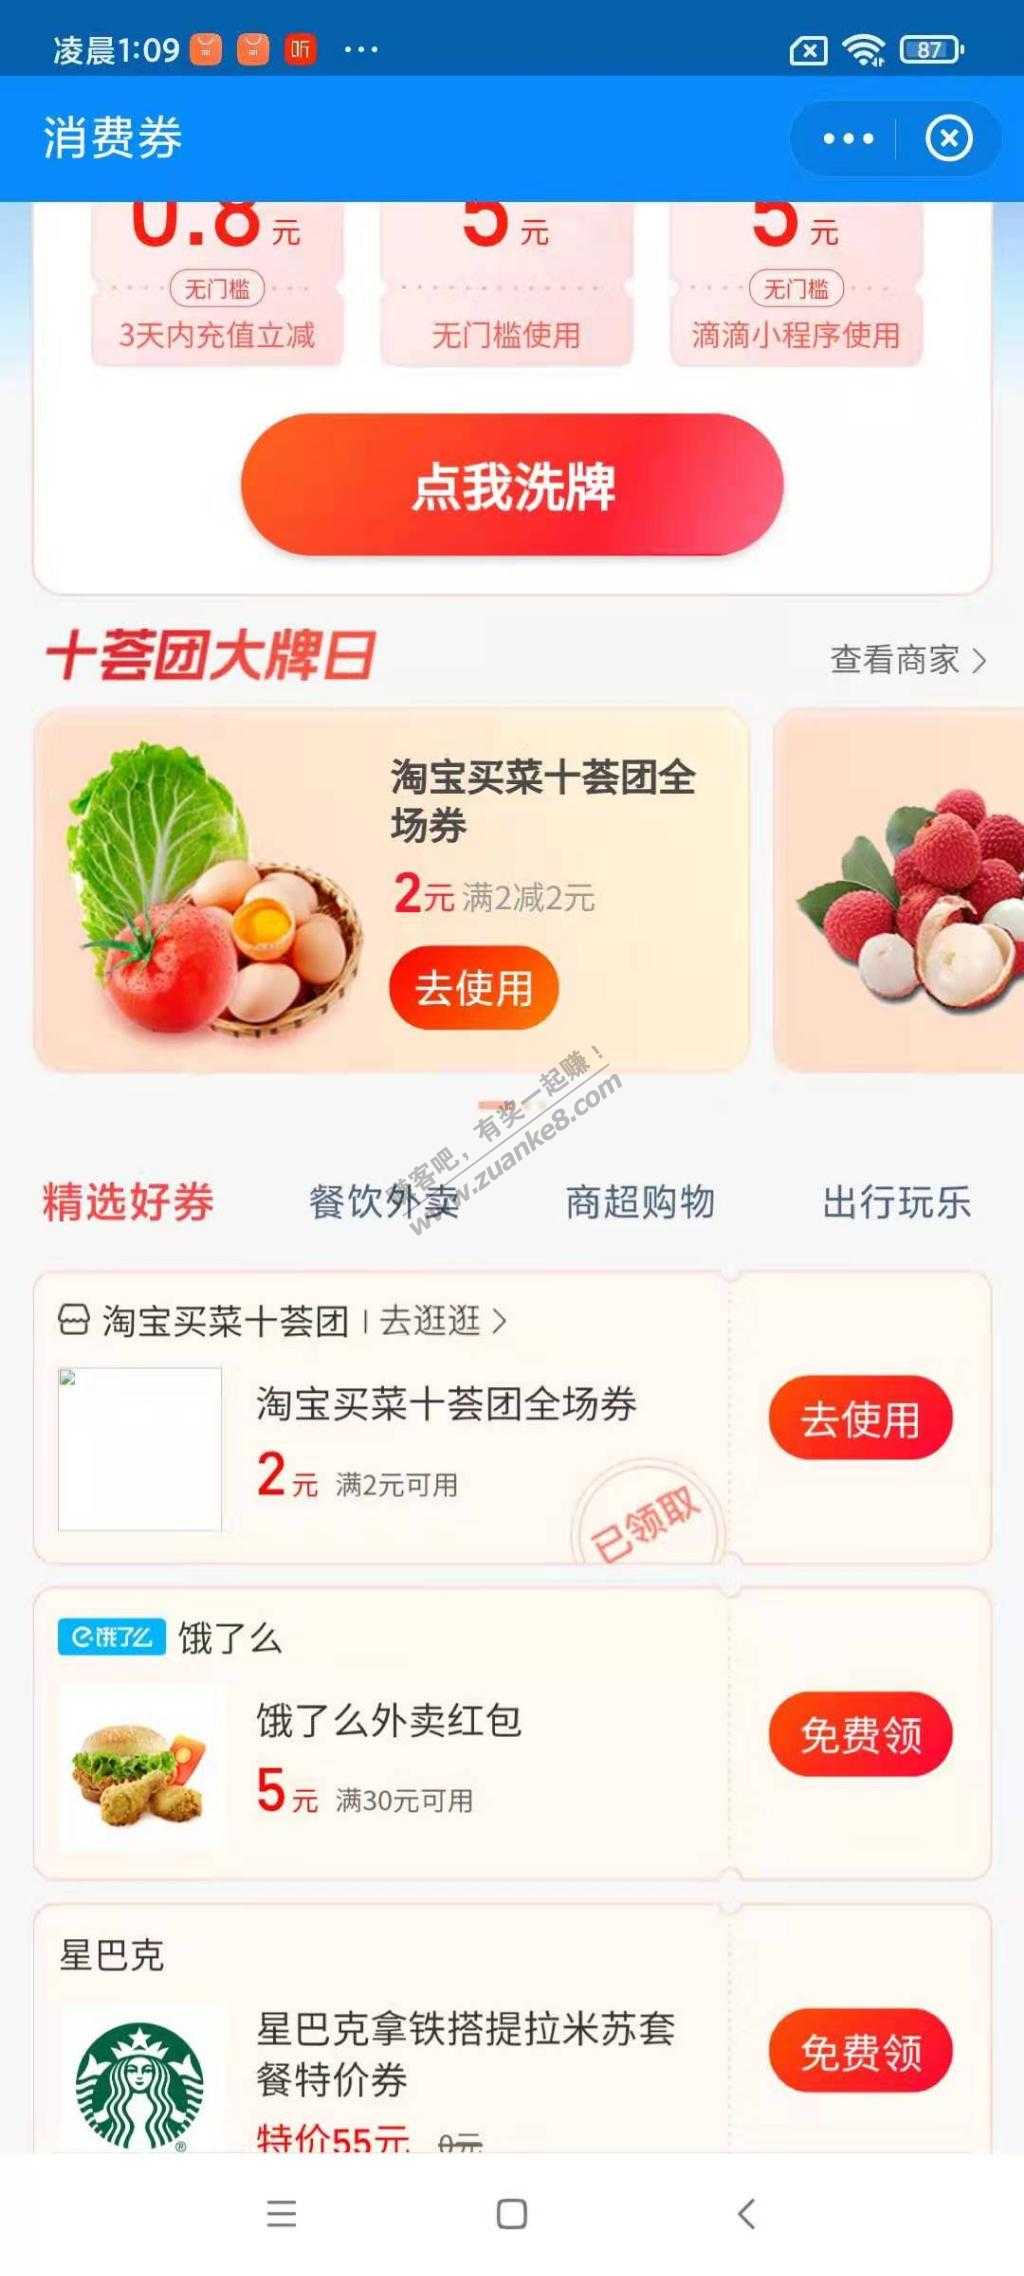 凌晨1:09
听
87
消费券
0.8元
5元
5元
无门槛
无门槛
3天内充值立减
无门槛使用
滴滴小程序使用
点我洗牌
十荟团大牌日
查看商家
淘宝买菜十荟团全
场券
2元 满2减2元
去使用
赚客吧，有奖一起赚！
www.zuanke8.com
精选好券
餐饮外卖
商超购物
出行玩乐
淘宝买菜十荟团 | 去逛逛
淘宝买菜十荟团全场券
2元 满2元可用
去使用
已领取
饿了么 饿了么
饿了么外卖红包
5元 满30元可用
免费领
星巴克
星巴克拿铁搭提拉米苏套
餐特价券
特价55元 0元
免费领